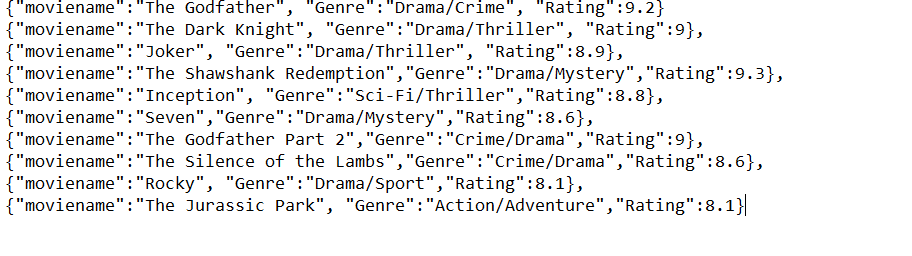 {"moviename":"The Godfather", "Genre":"Drama/Crime", "Rating":9.2}
{"moviename":"The Dark Knight", "Genre":"Drama/Thriller", "Rating":9},
{"moviename":"Joker", "Genre":"Drama/Thriller", "Rating":8.9},
{"moviename":"The Shawshank Redemption","Genre":"Drama/Mystery","Rating":9.3},
{"moviename":"Inception", "Genre":"Sci-Fi/Thriller","Rating":8.8},
{"moviename":"Seven","Genre":"Drama/Mystery","Rating":8.6},
{"moviename":"The Godfather Part 2","Genre":"Crime/Drama","Rating":9},
{"moviename":"The Silence of the Lambs","Genre":"Crime/Drama","Rating":8.6},
{"moviename":"Rocky", "Genre":"Drama/Sport","Rating":8.1},
{"moviename":"The Jurassic Park", "Genre":"Action/Adventure","Rating":8.1}